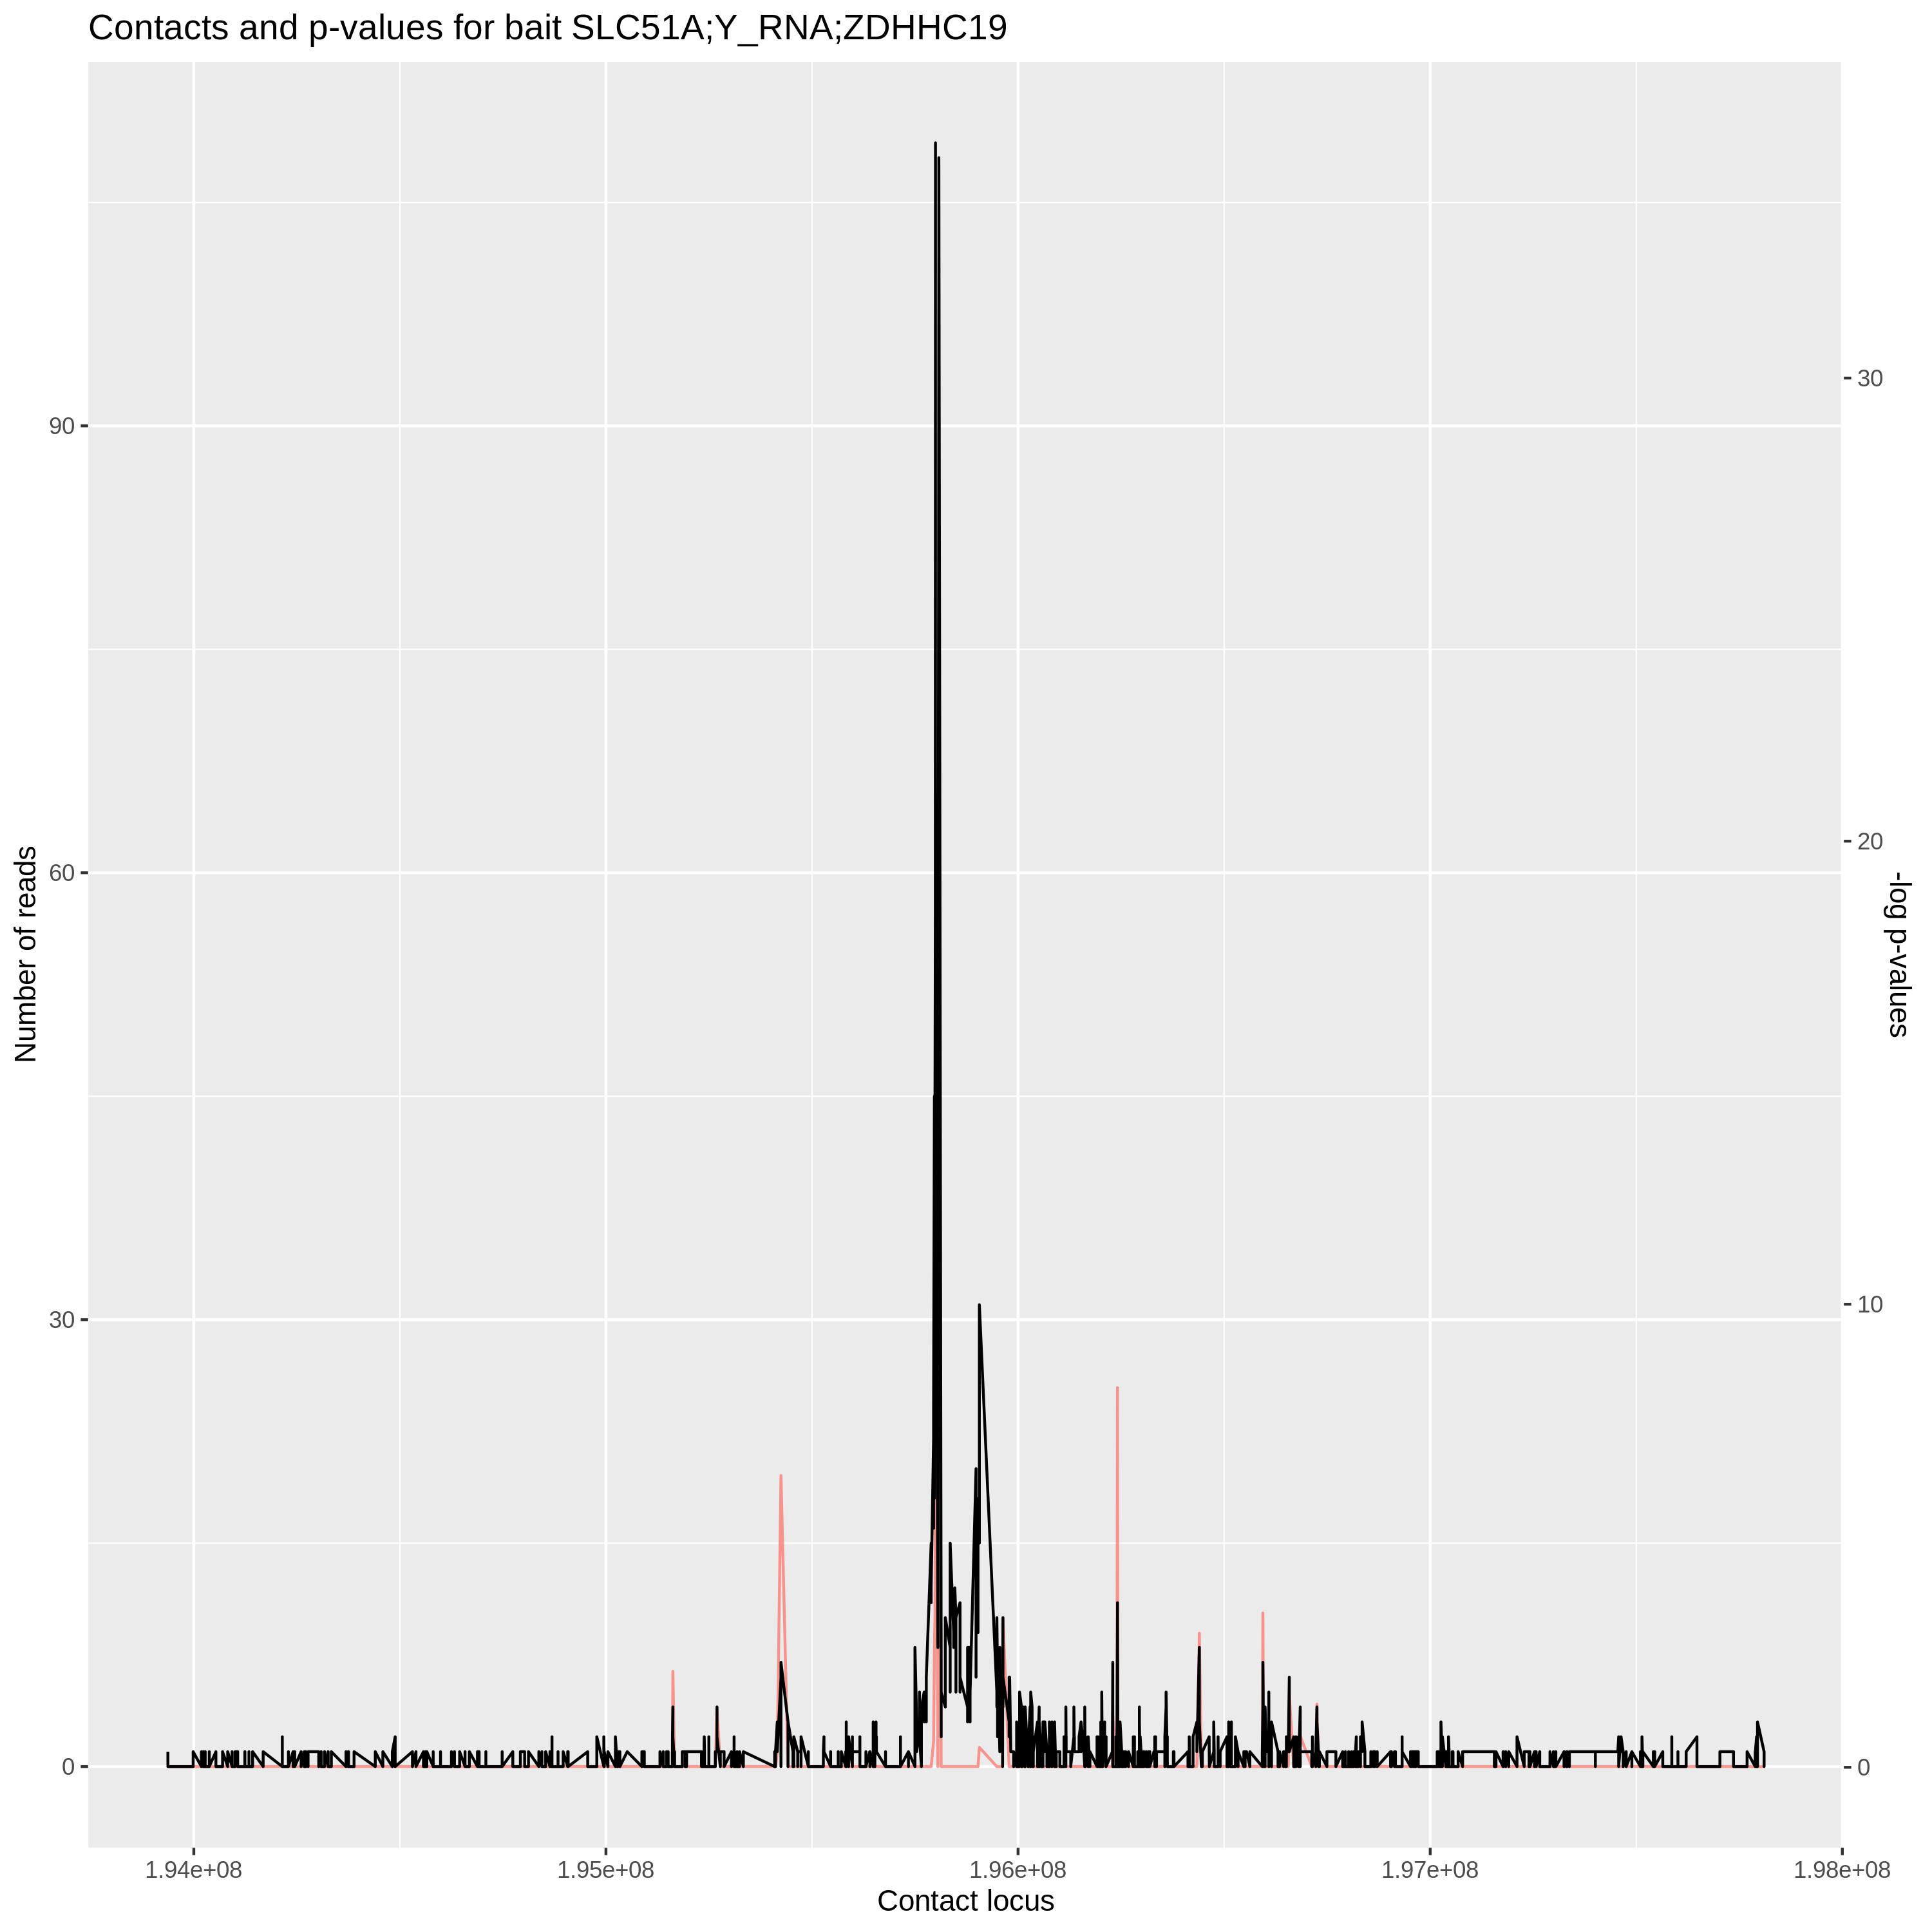 Contacts and p-values for bait SLC51A;Y_RNA;ZDHHC19
Number of reads
90
60
30
0
30
20
10
0
-log p-values
1.94e+08
1.95e+08
1.96e+08
1.97e+08
1.98e+08
Contact locus